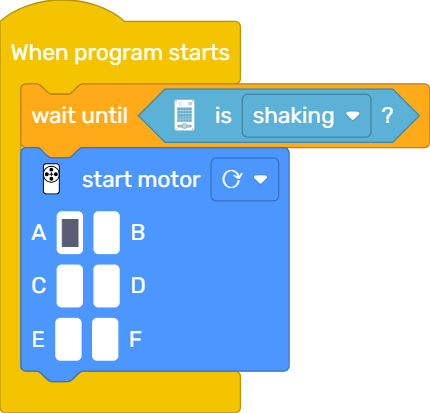 When program starts
wait until is shaking ?
start motor
A B
C D
E F